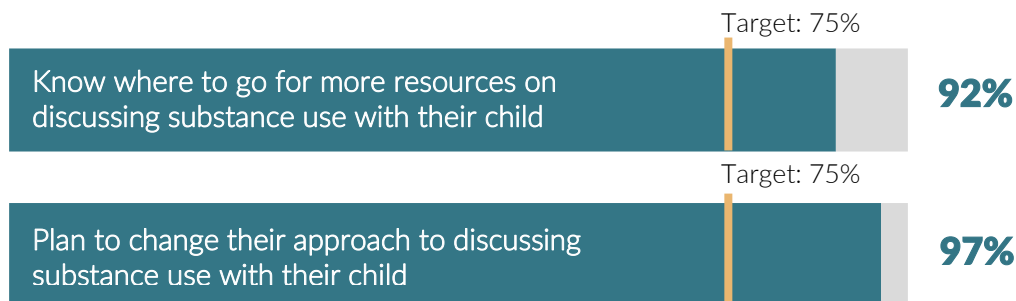 Target: 75%
Know where to go for more resources on
discussing substance use with their child
92%
Target: 75%
Plan to change their approach to discussing
substance use with their child
97%